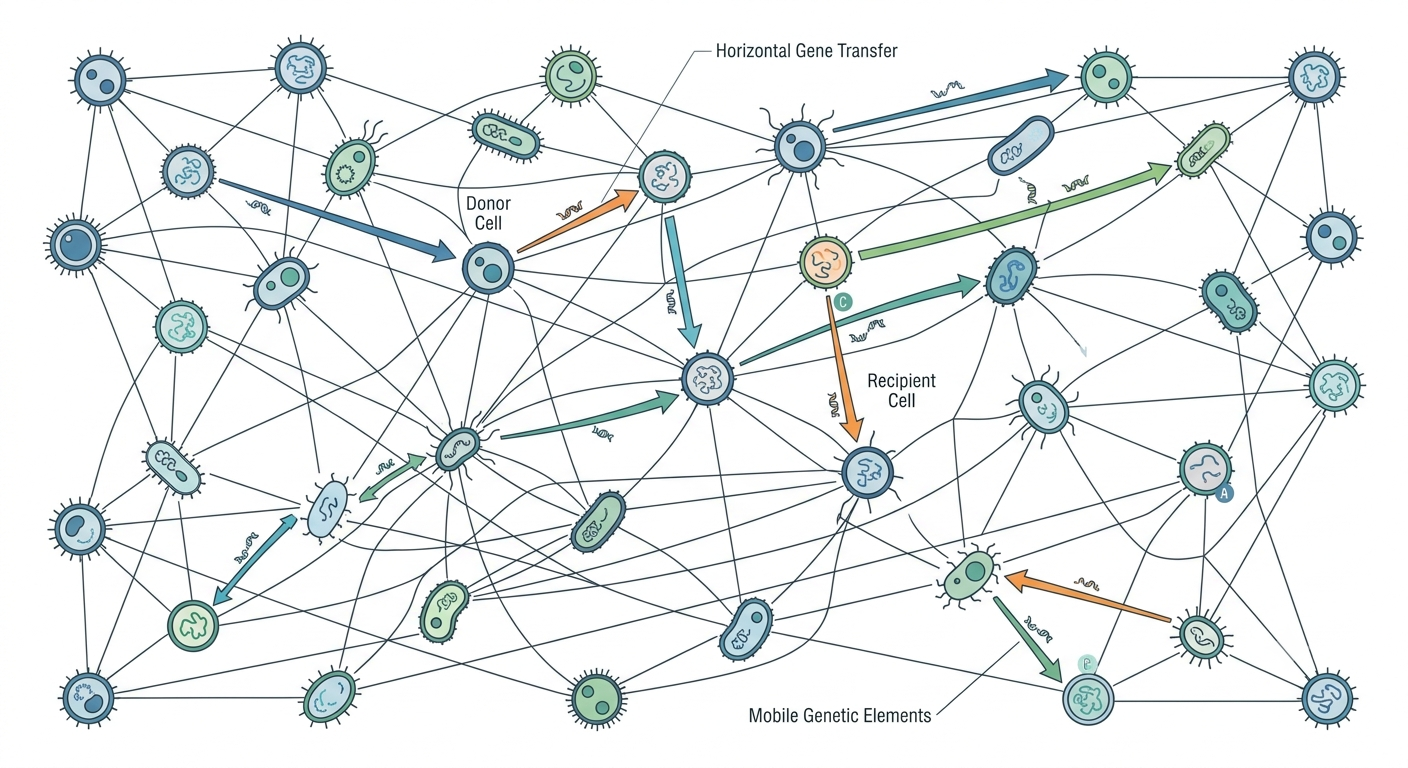 Horizontal Gene Transfer
Donor
Cell
C
Recipient
Cell
A
Mobile Genetic Elements